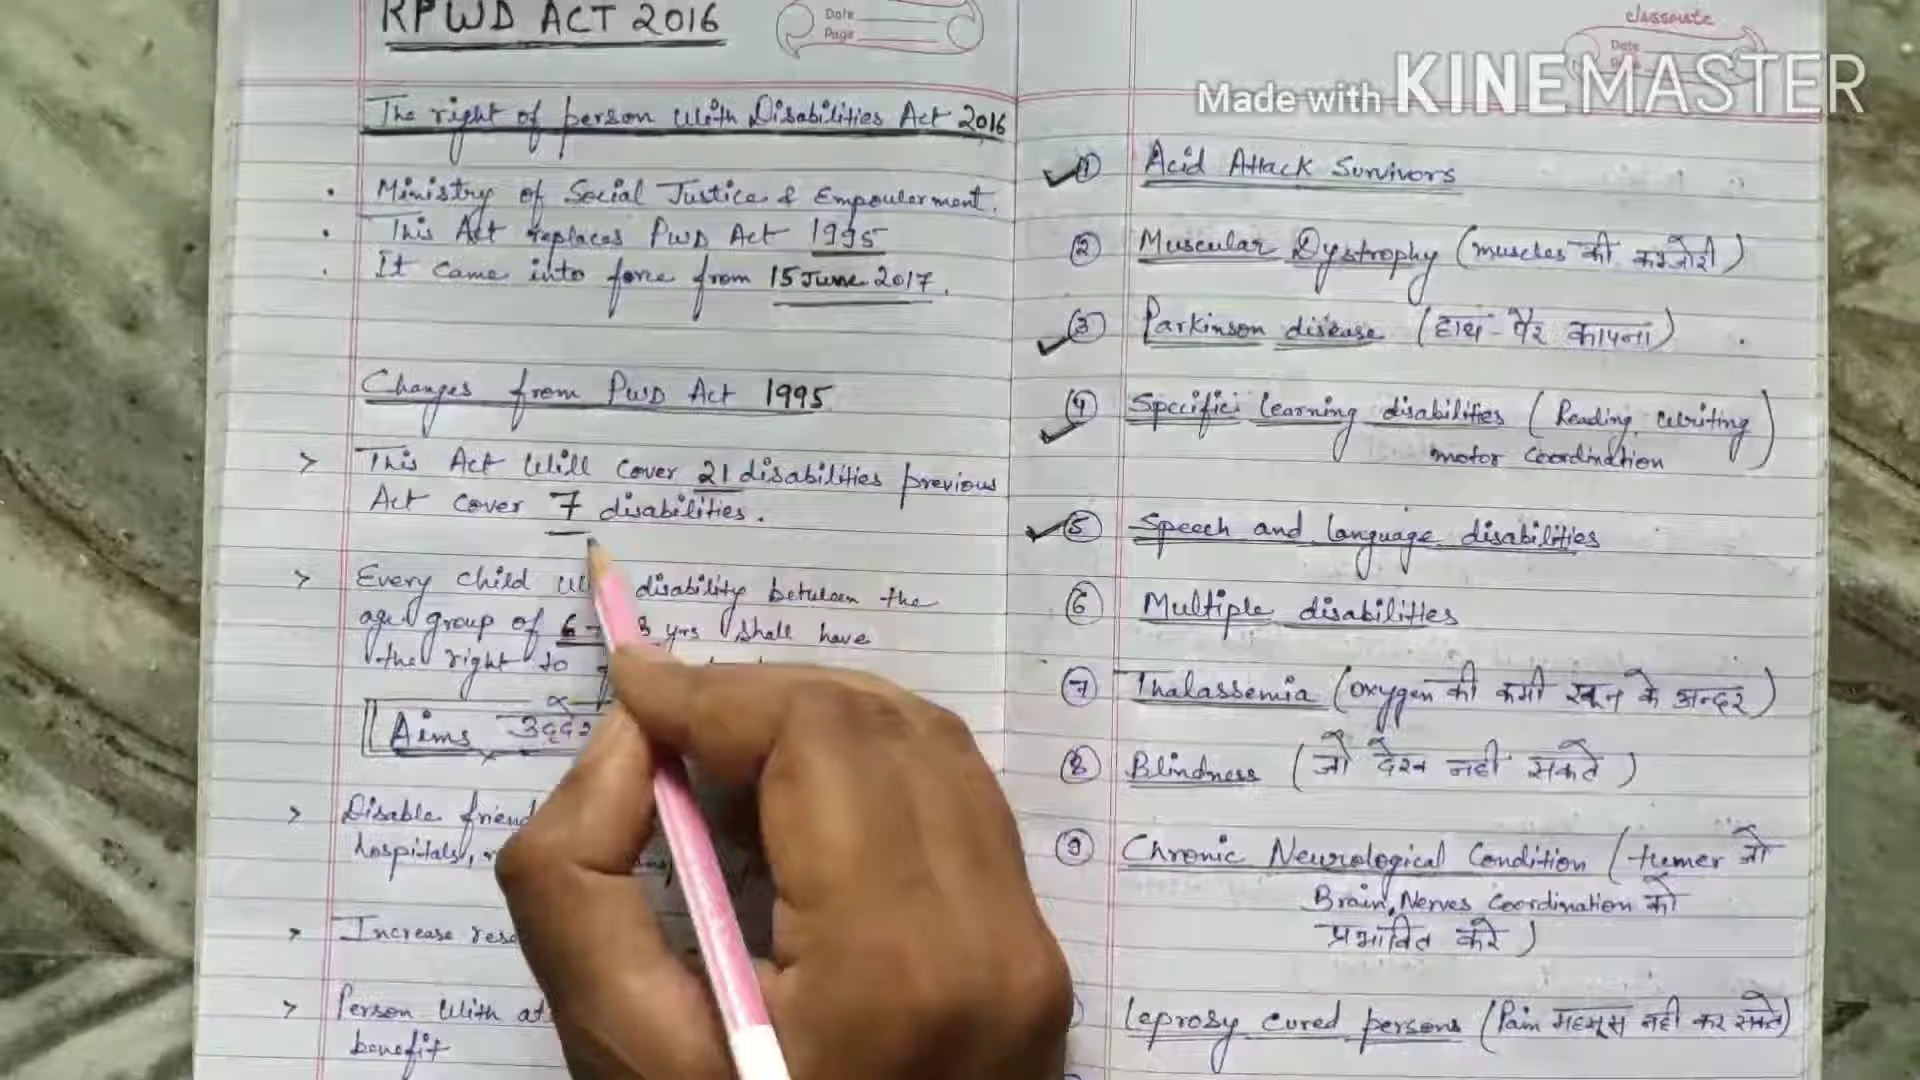 RPWD ACT 2016
Date
Page
The right of person With Disabilities Act 2016
Ministry of Social Justice & Empowerment.
This Act replaces PWD Act 1995
It came into force from 15 June 2017.
Changes from PWD Act 1995
> This Act Will cover 21 disabilities previous
Act cover 7 disabilities.
> Every child disability between the
age group of 6 yrs shall have
the right to
Aims
> Disable
hospitals,
> Increase
> Person With
benefit
classmate
Date
Made with KINEMASTER
① Acid Attack Survivors
② Muscular Dystrophy (muscles की कमजोरी)
③ Parkinson disease (हाथ-पैर कापना)
④ Specific learning disabilities (Reading, writing
motor coordination)
⑤ Speech and language disabilities
⑥ Multiple disabilities
⑦ Thalassemia (oxygen की कमी खून के अन्दर)
⑧ Blindness (जो देख नहीं सकते)
⑨ Chronic Neurological Condition (tumer जो
Brain, Nerves Coordination को
प्रभावित करे)
Leprosy cured persons (Pain महसूस नही कर सकते)